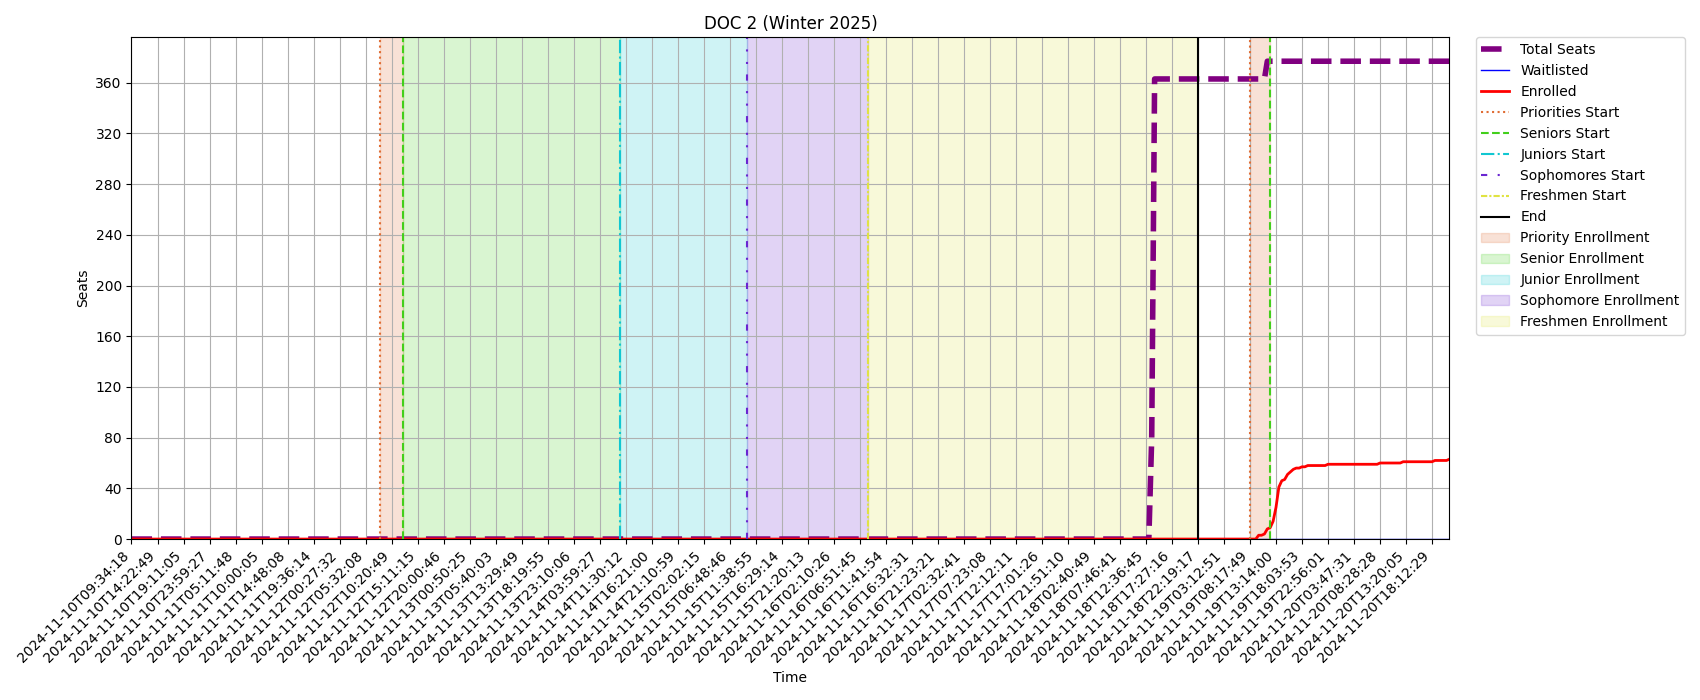 DOC 2 (Winter 2025)
360
320
280
240
200
160
120
80
40
0
Seats
2024-11-10T09:34:18
2024-11-10T14:22:49
2024-11-10T19:11:05
2024-11-10T23:59:27
2024-11-11T05:11:48
2024-11-11T10:00:05
2024-11-11T14:48:08
2024-11-11T19:36:14
2024-11-12T00:27:32
2024-11-12T05:32:08
2024-11-12T10:20:49
2024-11-12T15:11:15
2024-11-12T20:00:46
2024-11-13T00:50:25
2024-11-13T05:40:03
2024-11-13T13:29:49
2024-11-13T18:19:55
2024-11-13T23:10:06
2024-11-14T03:59:27
2024-11-14T11:30:12
2024-11-14T16:21:00
2024-11-14T21:10:59
2024-11-15T02:02:15
2024-11-15T06:48:46
2024-11-15T11:38:55
2024-11-15T16:29:14
2024-11-15T21:20:13
2024-11-16T02:10:26
2024-11-16T06:51:45
2024-11-16T11:41:54
2024-11-16T16:32:31
2024-11-16T21:23:21
2024-11-17T02:32:41
2024-11-17T07:23:08
2024-11-17T12:12:11
2024-11-17T17:01:26
2024-11-17T21:51:10
2024-11-18T02:40:49
2024-11-18T07:46:41
2024-11-18T12:36:45
2024-11-18T17:27:16
2024-11-18T22:19:17
2024-11-19T03:12:51
2024-11-19T08:17:49
2024-11-19T13:14:00
2024-11-19T18:03:53
2024-11-19T22:56:01
2024-11-20T03:47:31
2024-11-20T08:28:28
2024-11-20T13:20:05
2024-11-20T18:12:29
Time
Total Seats
Waitlisted
Enrolled
Priorities Start
Seniors Start
Juniors Start
Sophomores Start
Freshmen Start
End
Priority Enrollment
Senior Enrollment
Junior Enrollment
Sophomore Enrollment
Freshmen Enrollment